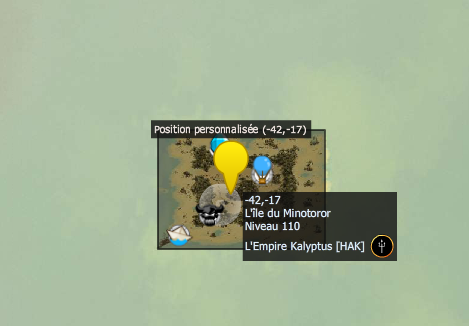 Position personnalisée (-42,-17)
-42,-17
L'île du Minotoror
Niveau 110
L'Empire Kalyptus [HAK]